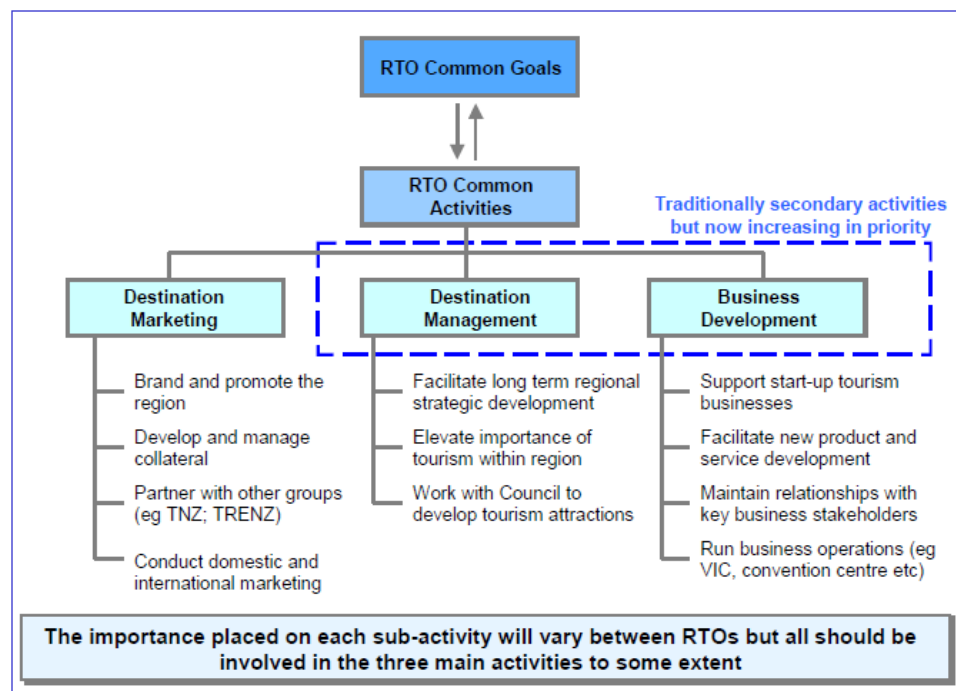 RTO Common Goals
RTO Common
Activities
Traditionally secondary activities
but now increasing in priority
Destination
Marketing
Destination
Management
Business
Development
Brand and promote the
region
Develop and manage
collateral
Partner with other groups
(eg TNZ; TRENZ)
Conduct domestic and
international marketing
Facilitate long term regional
strategic development
Elevate importance of
tourism within region
Work with Council to
develop tourism attractions
Support start-up tourism
businesses
Facilitate new product and
service development
Maintain relationships with
key business stakeholders
Run business operations (eg
VIC, convention centre etc)
The importance placed on each sub-activity will vary between RTOs but all should be
involved in the three main activities to some extent